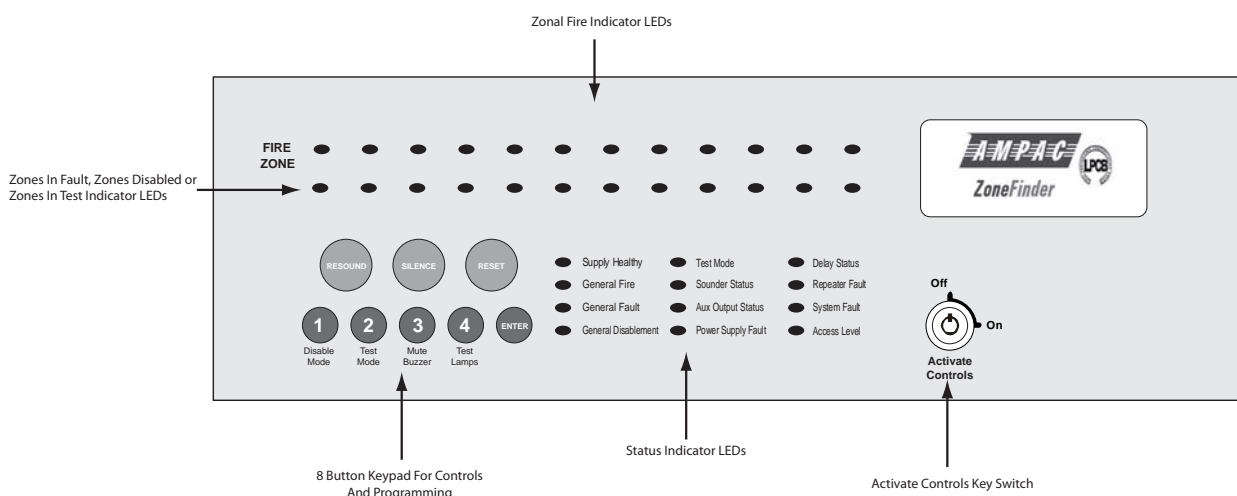 Zonal Fire Indicator LEDs
FIRE
ZONE
AMPAC
LPCB
ZoneFinder
Zones In Fault, Zones Disabled or
Zones In Test Indicator LEDs
RESOUND
SILENCE
RESET
Supply Healthy
General Fire
General Fault
General Disablement
Test Mode
Sounder Status
Aux Output Status
Power Supply Fault
Delay Status
Repeater Fault
System Fault
Access Level
Off
On
Activate
Controls
1
2
3
4
ENTER
Disable
Mode
Test
Mode
Mute
Buzzer
Test
Lamps
Status Indicator LEDs
8 Button Keypad For Controls
And Programming
Activate Controls Key Switch